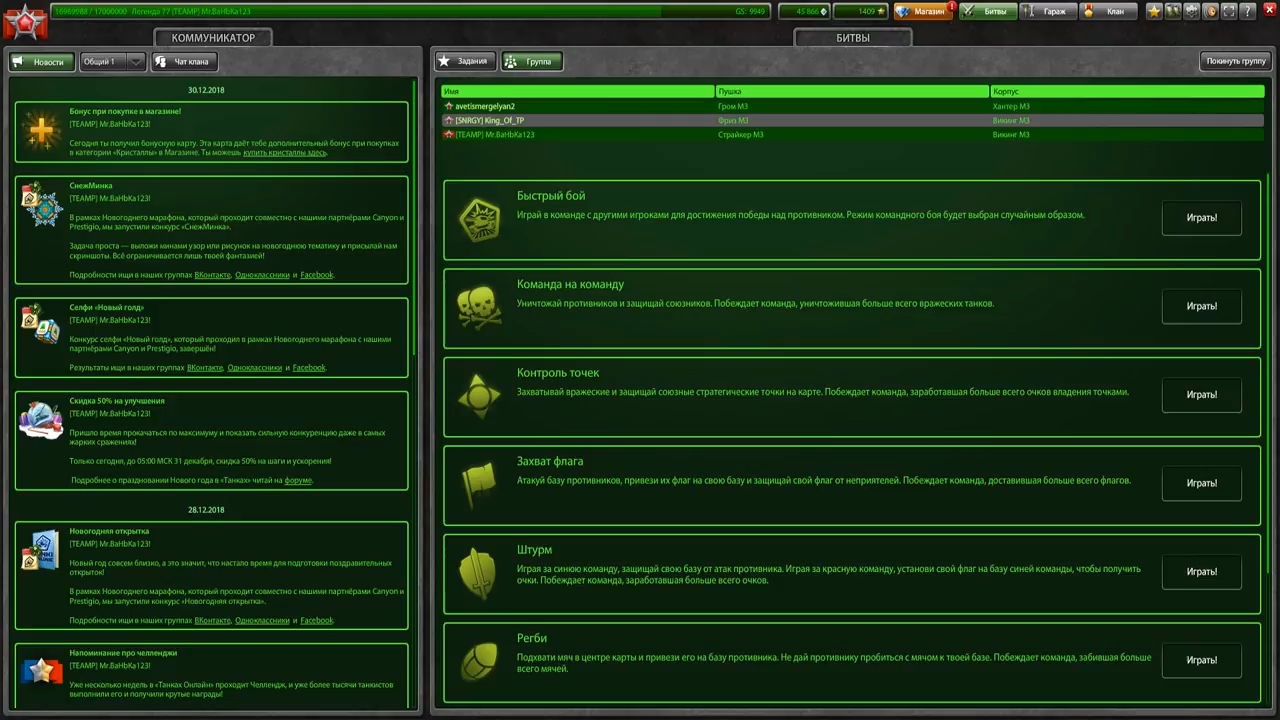 16969988 / 17000000 Легенда 77 [TEAMP] Mr.BaHbKa123
GS: 9949
45 866
1409
Магазин
Битвы
Гараж
Клан
КОММУНИКАТОР
БИТВЫ
Новости
Общий 1
Чат клана
Задания
Группа
Покинуть группу
30.12.2018
Бонус при покупке в магазине!
[TEAMP] Mr.BaHbKa123!
Сегодня ты получил бонусную карту. Эта карта даёт тебе дополнительный бонус при покупках
в категории «Кристаллы» в Магазине. Ты можешь купить кристаллы здесь.
СнежМинка
[TEAMP] Mr.BaHbKa123!
В рамках Новогоднего марафона, который проходит совместно с нашими партнёрами Canyon и
Prestigio, мы запустили конкурс «СнежМинка».
Задача проста — выложи минами узор или рисунок на новогоднюю тематику и присылай нам
скриншоты. Всё ограничивается лишь твоей фантазией!
Подробности ищи в наших группах ВКонтакте, Одноклассники и Facebook.
Селфи «Новый голд»
[TEAMP] Mr.BaHbKa123!
Конкурс селфи «Новый голд», который проходил в рамках Новогоднего марафона с нашими
партнёрами Canyon и Prestigio, завершён!
Результаты ищи в наших группах ВКонтакте, Одноклассники и Facebook.
Скидка 50% на улучшения
[TEAMP] Mr.BaHbKa123!
Пришло время прокачаться по максимуму и показать сильную конкуренцию даже в самых
жарких сражениях!
Только сегодня, до 05:00 МСК 31 декабря, скидка 50% на шаги и ускорения!
Подробнее о праздновании Нового года в «Танках» читай на форуме.
28.12.2018
Новогодняя открытка
[TEAMP] Mr.BaHbKa123!
Новый год совсем близко, а это значит, что настало время для подготовки поздравительных
открыток!
В рамках Новогоднего марафона, который проходит совместно с нашими партнёрами Canyon и
Prestigio, мы запустили конкурс «Новогодняя открытка».
Подробности ищи в наших группах ВКонтакте, Одноклассники и Facebook.
Напоминание про челленджи
[TEAMP] Mr.BaHbKa123!
Уже несколько недель в «Танках Онлайн» проходит Челлендж, и уже более тысячи танкистов
выполнили его и получили крутые награды!
Имя Пушка Корпус
avetismergelyan2 Гром М3 Хантер М3
[SNRGY] King_Of_TP Фриз М3 Викинг М3
[TEAMP] Mr.BaHbKa123 Страйкер М3 Викинг М3
Быстрый бой
Играй в команде с другими игроками для достижения победы над противником. Режим командного боя будет выбран случайным образом.
Играть!
Команда на команду
Уничтожай противников и защищай союзников. Побеждает команда, уничтожившая больше всего вражеских танков.
Играть!
Контроль точек
Захватывай вражеские и защищай союзные стратегические точки на карте. Побеждает команда, заработавшая больше всего очков владения точками.
Играть!
Захват флага
Атакуй базу противников, привези их флаг на свою базу и защищай свой флаг от неприятелей. Побеждает команда, доставившая больше всего флагов.
Играть!
Штурм
Играя за синюю команду, защищай свою базу от атак противника. Играя за красную команду, установи свой флаг на базу синей команды, чтобы получить
очки. Побеждает команда, заработавшая больше всего очков.
Играть!
Регби
Подхвати мяч в центре карты и привези его на базу противника. Не дай противнику пробиться с мячом к твоей базе. Побеждает команда, забившая больше
всего мячей.
Играть!